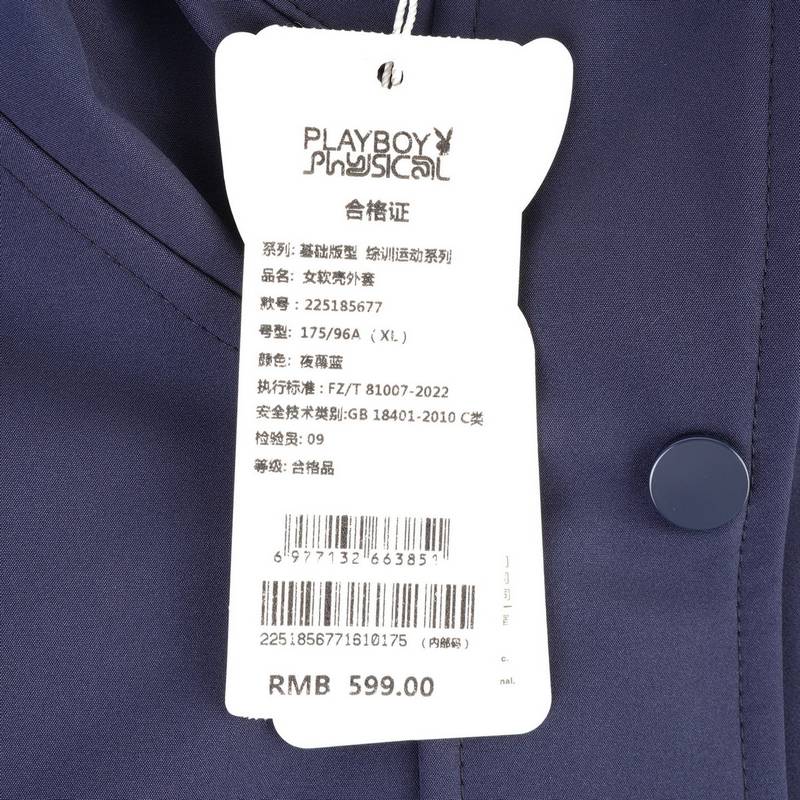 PLAYBOY
PhySICAL
合格证
系列: 基础版型 综训运动系列
品名: 女软壳外套
款号: 225185677
号型: 175/96A (XL)
颜色: 夜幕蓝
执行标准: FZ/T 81007-2022
安全技术类别:GB 18401-2010 C类
检验员: 09
等级: 合格品
6 977132 663851
2251856771610175 (内部码)
RMB 599.00
c.
nal.